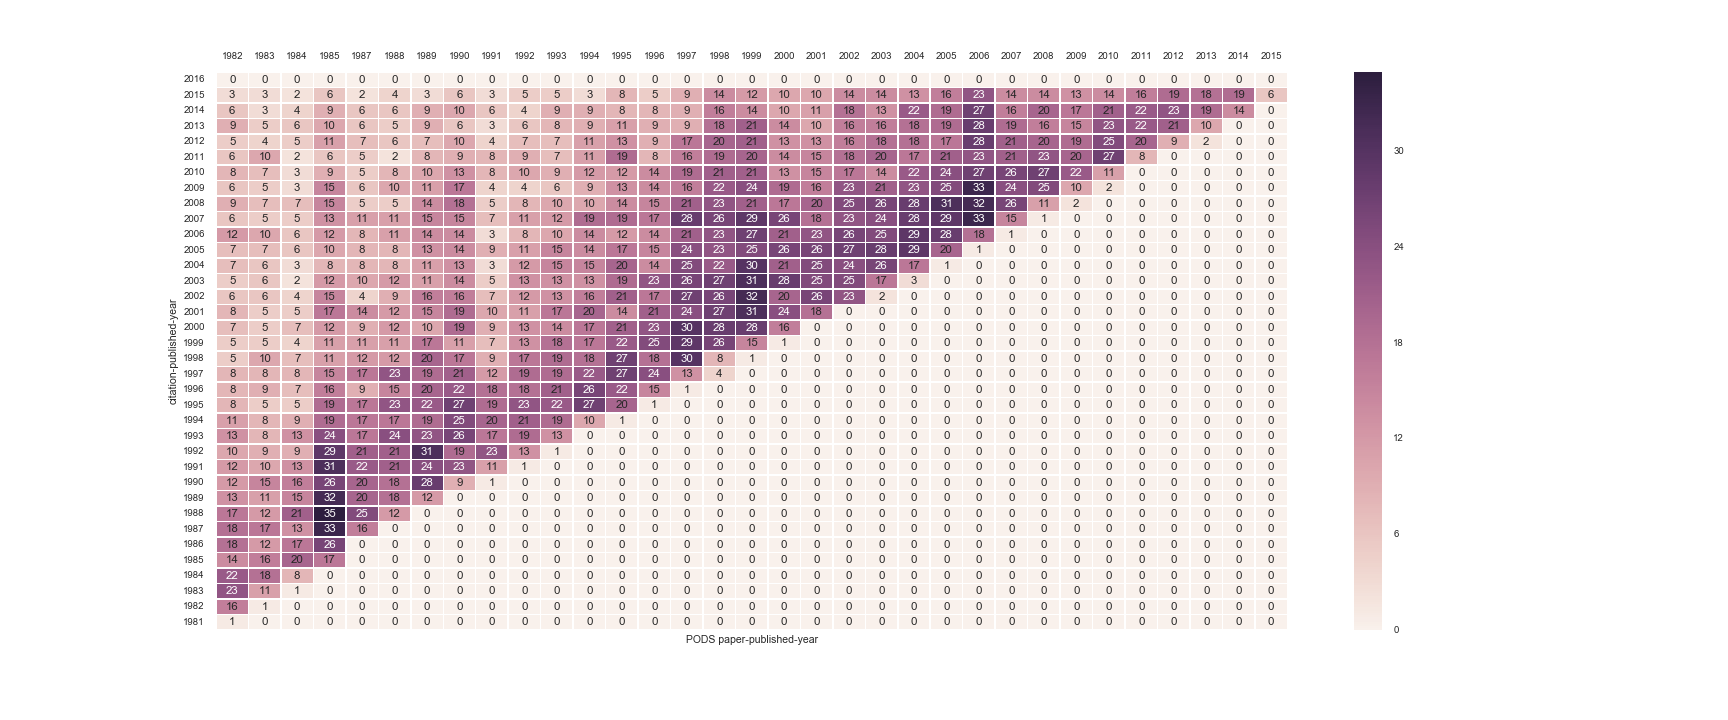 1982 1983 1984 1985 1987 1988 1989 1990 1991 1992 1993 1994 1995 1996 1997 1998 1999 2000 2001 2002 2003 2004 2005 2006 2007 2008 2009 2010 2011 2012 2013 2014 2015
2016 0 0 0 0 0 0 0 0 0 0 0 0 0 0 0 0 0 0 0 0 0 0 0 0 0 0 0 0 0 0 0 0 0
2015 3 3 2 6 2 4 3 6 3 5 5 3 8 5 9 14 12 10 10 14 14 13 16 23 14 14 13 14 16 19 18 19 6
2014 6 3 4 9 6 6 9 10 6 4 9 9 8 8 9 16 14 10 11 18 13 22 19 27 16 20 17 21 22 23 19 14 0
2013 9 5 6 10 6 5 9 6 3 6 8 9 11 9 9 18 21 14 10 16 16 18 19 28 19 16 15 23 22 21 10 0 0
2012 5 4 5 11 7 6 7 10 4 7 7 11 13 9 17 20 21 13 13 16 18 18 17 28 21 20 19 25 20 9 2 0 0
2011 6 10 2 6 5 2 8 9 8 9 7 11 19 8 16 19 20 14 15 18 20 17 21 23 21 23 20 27 8 0 0 0 0
2010 8 7 3 9 5 8 10 13 8 10 9 12 12 14 19 21 21 13 15 17 14 22 24 27 26 27 22 11 0 0 0 0 0
2009 6 5 3 15 6 10 11 17 4 4 6 9 13 14 16 22 24 19 16 23 21 23 25 33 24 25 10 2 0 0 0 0 0
2008 9 7 7 15 5 5 14 18 5 8 10 10 14 15 18 23 21 17 20 25 26 28 31 32 26 11 2 0 0 0 0 0 0
2007 6 5 5 13 11 11 15 15 7 11 12 19 19 17 28 26 29 26 18 23 24 28 29 33 15 1 0 0 0 0 0 0 0
2006 12 10 6 12 8 11 14 14 3 8 10 14 12 14 21 23 27 21 23 26 25 29 28 18 1 0 0 0 0 0 0 0 0
2005 7 7 6 10 8 8 13 14 9 11 15 14 17 15 24 23 25 26 26 27 28 29 20 1 0 0 0 0 0 0 0 0 0
2004 7 6 3 8 8 8 11 13 3 12 15 15 20 14 25 22 30 21 25 24 26 17 1 0 0 0 0 0 0 0 0 0 0
2003 5 6 2 12 10 12 11 14 5 13 13 13 19 23 26 27 31 28 25 25 17 3 0 0 0 0 0 0 0 0 0 0 0
2002 6 6 4 15 4 9 16 16 7 12 13 16 21 17 27 26 32 20 26 23 2 0 0 0 0 0 0 0 0 0 0 0 0
2001 8 5 5 17 14 12 15 19 10 11 17 20 14 21 24 27 31 24 18 0 0 0 0 0 0 0 0 0 0 0 0 0 0
2000 7 5 7 12 9 12 10 19 9 13 14 17 21 23 30 28 28 16 0 0 0 0 0 0 0 0 0 0 0 0 0 0 0
1999 5 5 4 11 11 11 17 11 7 13 18 17 22 25 29 26 15 1 0 0 0 0 0 0 0 0 0 0 0 0 0 0 0
1998 5 10 7 11 12 12 20 17 9 17 19 18 27 18 30 8 1 0 0 0 0 0 0 0 0 0 0 0 0 0 0 0 0
1997 8 8 8 15 17 23 19 21 12 19 19 22 27 24 13 4 0 0 0 0 0 0 0 0 0 0 0 0 0 0 0 0 0
1996 8 9 7 16 9 15 20 22 18 18 21 26 22 15 1 0 0 0 0 0 0 0 0 0 0 0 0 0 0 0 0 0 0
1995 8 5 5 19 17 23 22 27 19 23 22 27 20 1 0 0 0 0 0 0 0 0 0 0 0 0 0 0 0 0 0 0 0
1994 11 8 9 19 17 17 19 25 20 21 19 10 1 0 0 0 0 0 0 0 0 0 0 0 0 0 0 0 0 0 0 0 0
1993 13 8 13 24 17 24 23 26 17 19 13 0 0 0 0 0 0 0 0 0 0 0 0 0 0 0 0 0 0 0 0 0 0
1992 10 9 9 29 21 21 31 19 23 13 1 0 0 0 0 0 0 0 0 0 0 0 0 0 0 0 0 0 0 0 0 0 0
1991 12 10 13 31 22 21 24 23 11 1 0 0 0 0 0 0 0 0 0 0 0 0 0 0 0 0 0 0 0 0 0 0 0
1990 12 15 16 26 20 18 28 9 1 0 0 0 0 0 0 0 0 0 0 0 0 0 0 0 0 0 0 0 0 0 0 0 0
1989 13 11 15 32 20 18 12 0 0 0 0 0 0 0 0 0 0 0 0 0 0 0 0 0 0 0 0 0 0 0 0 0 0
1988 17 12 21 35 25 12 0 0 0 0 0 0 0 0 0 0 0 0 0 0 0 0 0 0 0 0 0 0 0 0 0 0 0
1987 18 17 13 33 16 0 0 0 0 0 0 0 0 0 0 0 0 0 0 0 0 0 0 0 0 0 0 0 0 0 0 0 0
1986 18 12 17 26 0 0 0 0 0 0 0 0 0 0 0 0 0 0 0 0 0 0 0 0 0 0 0 0 0 0 0 0 0
1985 14 16 20 17 0 0 0 0 0 0 0 0 0 0 0 0 0 0 0 0 0 0 0 0 0 0 0 0 0 0 0 0 0
1984 22 18 8 0 0 0 0 0 0 0 0 0 0 0 0 0 0 0 0 0 0 0 0 0 0 0 0 0 0 0 0 0 0
1983 23 11 1 0 0 0 0 0 0 0 0 0 0 0 0 0 0 0 0 0 0 0 0 0 0 0 0 0 0 0 0 0 0
1982 16 1 0 0 0 0 0 0 0 0 0 0 0 0 0 0 0 0 0 0 0 0 0 0 0 0 0 0 0 0 0 0 0
1981 1 0 0 0 0 0 0 0 0 0 0 0 0 0 0 0 0 0 0 0 0 0 0 0 0 0 0 0 0 0 0 0 0
citation-published-year
PODS paper-published-year
30
24
18
12
6
0